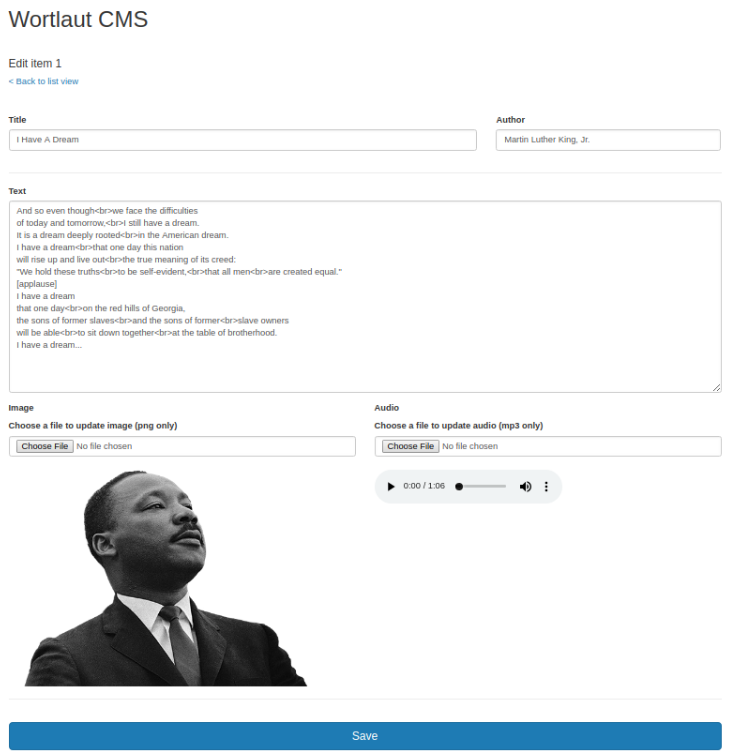 Wortlaut CMS
Edit item 1
< Back to list view
Title
Author
I Have A Dream
Martin Luther King, Jr.
Text
And so even though<br>we face the difficulties
of today and tomorrow,<br>I still have a dream.
It is a dream deeply rooted<br>in the American dream.
I have a dream<br>that one day this nation
will rise up and live out<br>the true meaning of its creed:
"We hold these truths<br>to be self-evident,<br>that all men<br>are created equal."
[applause]
I have a dream
that one day<br>on the red hills of Georgia,
the sons of former slaves<br>and the sons of former<br>slave owners
will be able<br>to sit down together<br>at the table of brotherhood.
I have a dream...
Image
Choose a file to update image (png only)
Choose File No file chosen
Audio
Choose a file to update audio (mp3 only)
Choose File No file chosen
0:00 / 1:06
Save